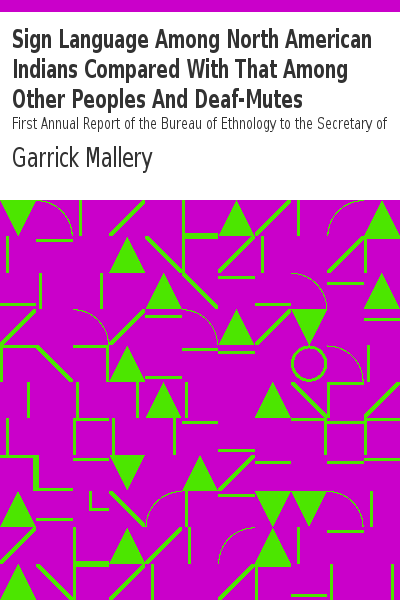 Sign Language Among North American
Indians Compared With That Among
Other Peoples And Deaf-Mutes
First Annual Report of the Bureau of Ethnology to the Secretary of
Garrick Mallery